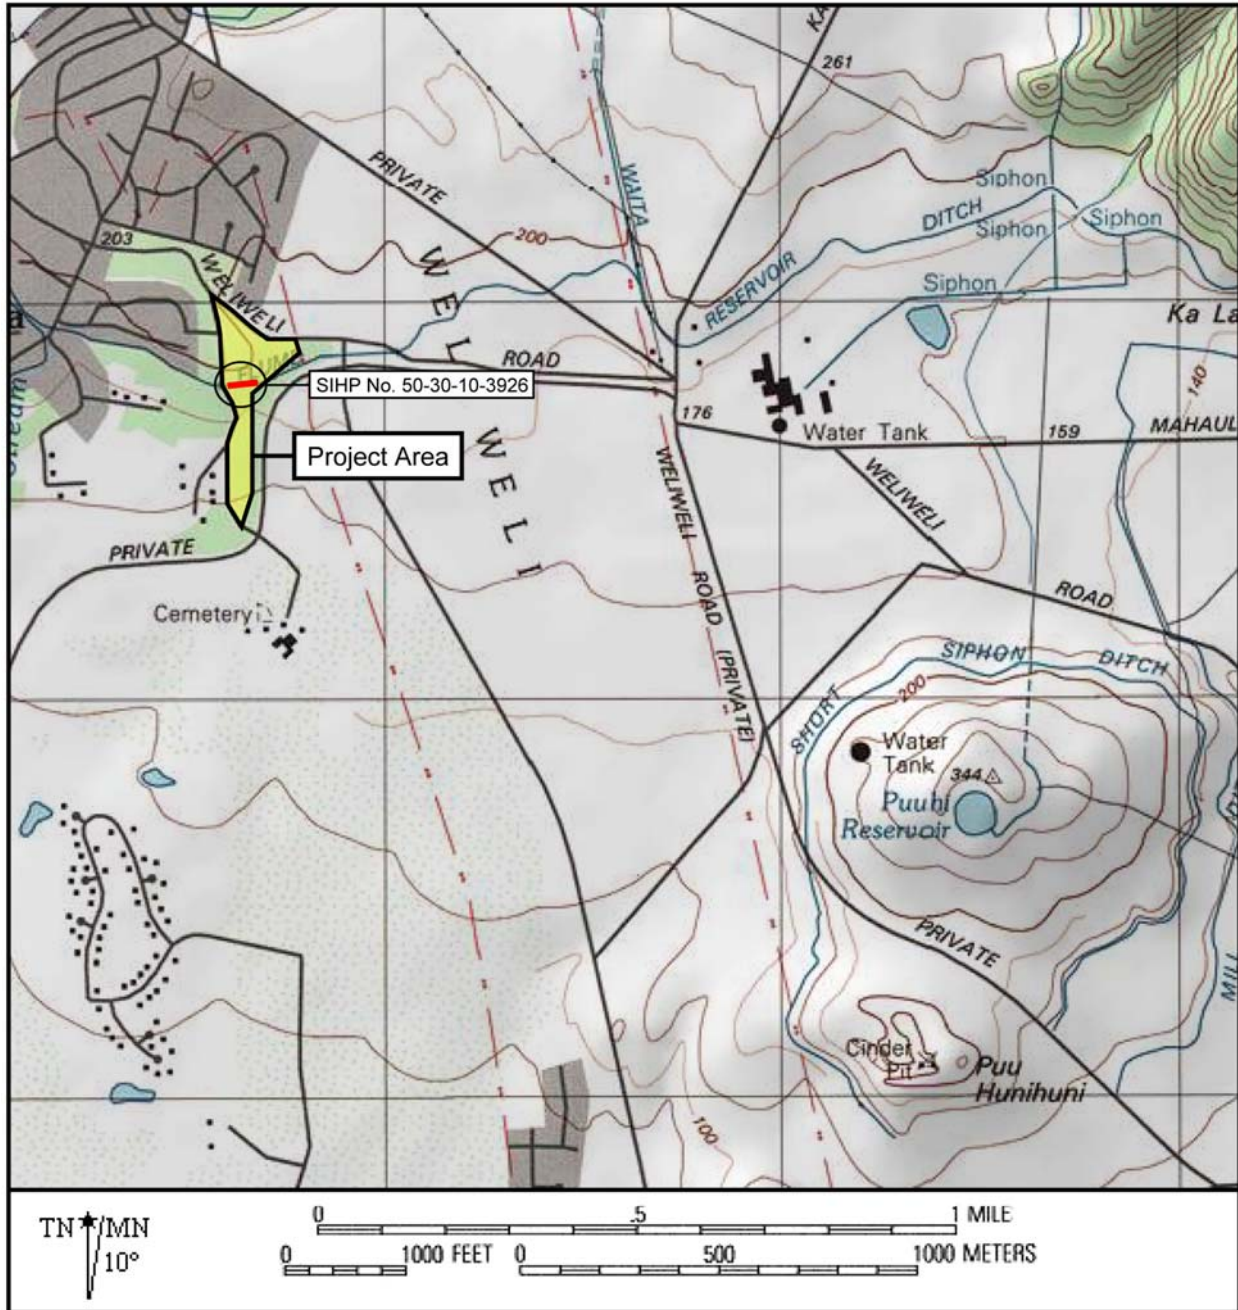 KA
261
PRIVATE
WAITA
Siphon
DITCH
Siphon
Siphon
200
203
WELIWELI
RESERVOIR
Siphon
Ka La
W E L I
ROAD
SIHP No. 50-30-10-3926
140
176
Water Tank
159
MAHAUL
W E L I
Project Area
WELIWELI ROAD (PRIVATE)
WELIWELI
PRIVATE
ROAD
Cemetery
SIPHON
DITCH
SHORT
200
Water
Tank
344
Puuhi
Reservoir
PRIVATE
MILL
Cinder
Pit
Puu
Hunihuni
100
TN
MN
10°
0
.5
1 MILE
0
1000 FEET
0
500
1000 METERS